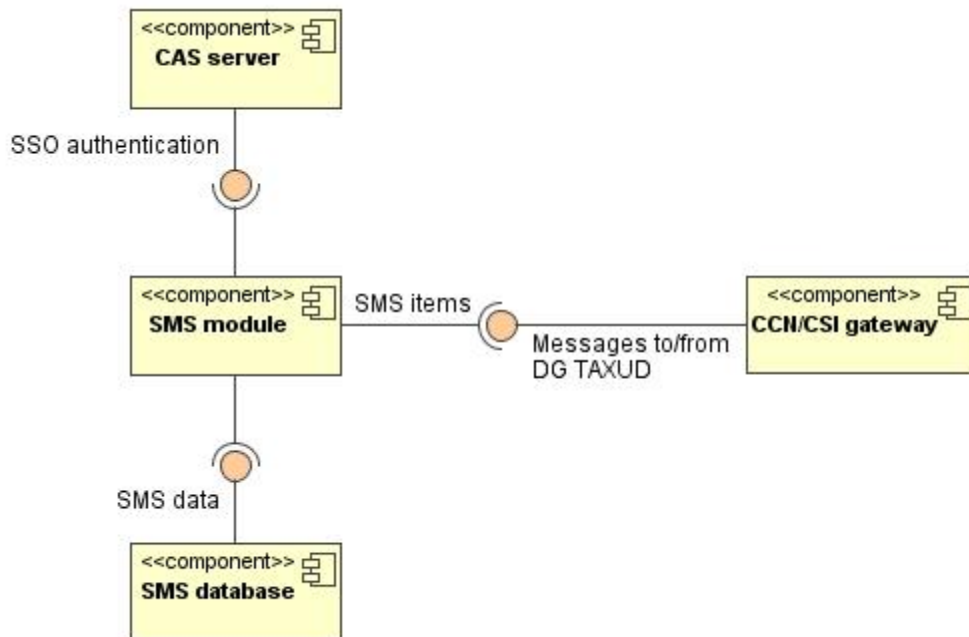 <<component>>
CAS server
SSO authentication
<<component>>
SMS module
SMS items
<<component>>
CCN/CSI gateway
Messages to/from
DG TAXUD
SMS data
<<component>>
SMS database